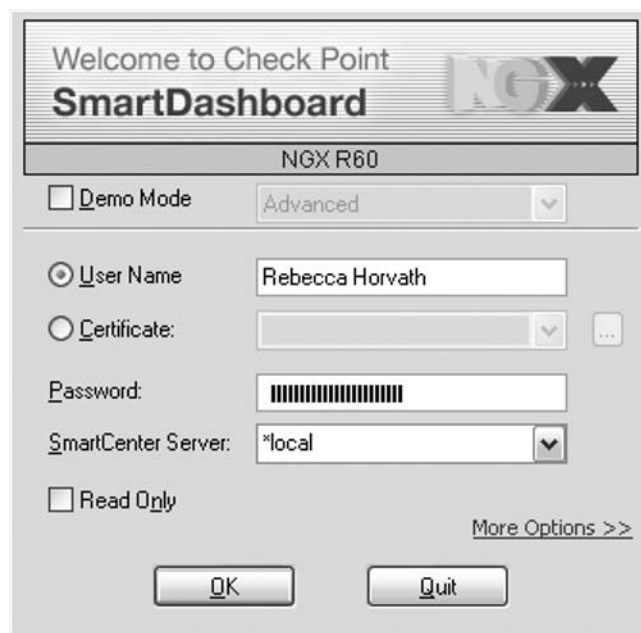 Welcome to Check Point
SmartDashboard
NGX
NGX R60
Demo Mode
Advanced
User Name
Rebecca Horvath
Certificate:
...
Password:
SmartCenter Server:
*local
Read Only
More Options >>
OK
Quit